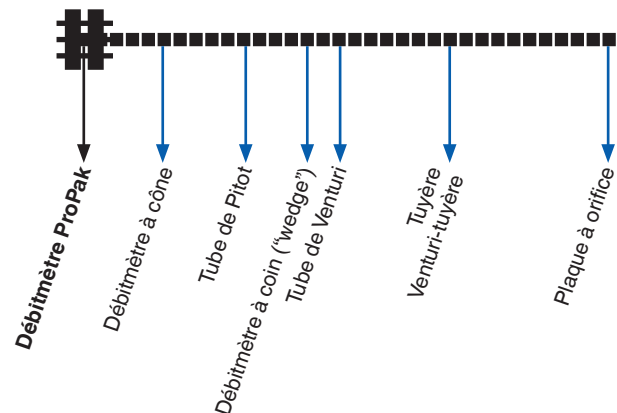 Débitmètre ProPak
Débitmètre à cône
Tube de Pitot
Débitmètre à coin (“wedge”)
Tube de Venturi
Tuyère
Venturi-tuyère
Plaque à orifice